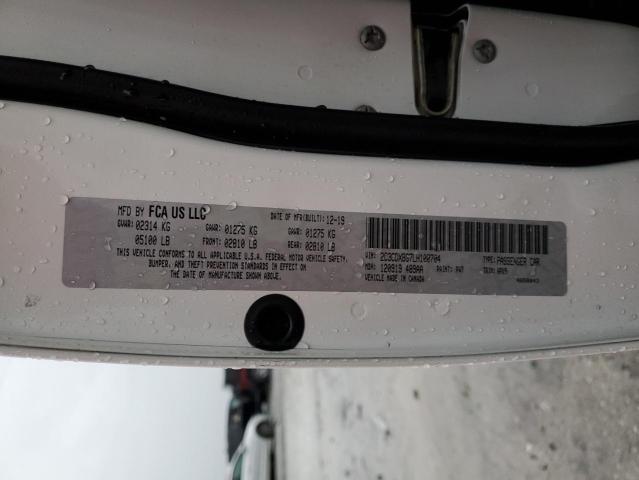 MFD BY FCA US LLC
DATE OF MFR(BUILT): 12-19
GVWR: 02314 KG GAWR: 01275 KG GAWR: 01275 KG
05100 LB FRONT: 02810 LB REAR: 02810 LB
THIS VEHICLE CONFORMS TO ALL APPLICABLE U.S.A. FEDERAL MOTOR VEHICLE SAFETY,
BUMPER, AND THEFT PREVENTION STANDARDS IN EFFECT ON THE
DATE OF MANUFACTURE SHOWN ABOVE.
VIN: 2C3CDXBG7LH102704 TYPE: PASSENGER CAR
MDH: 120919 489AA PAINT: PW7 TRIM:
VEHICLE MADE IN CANADA